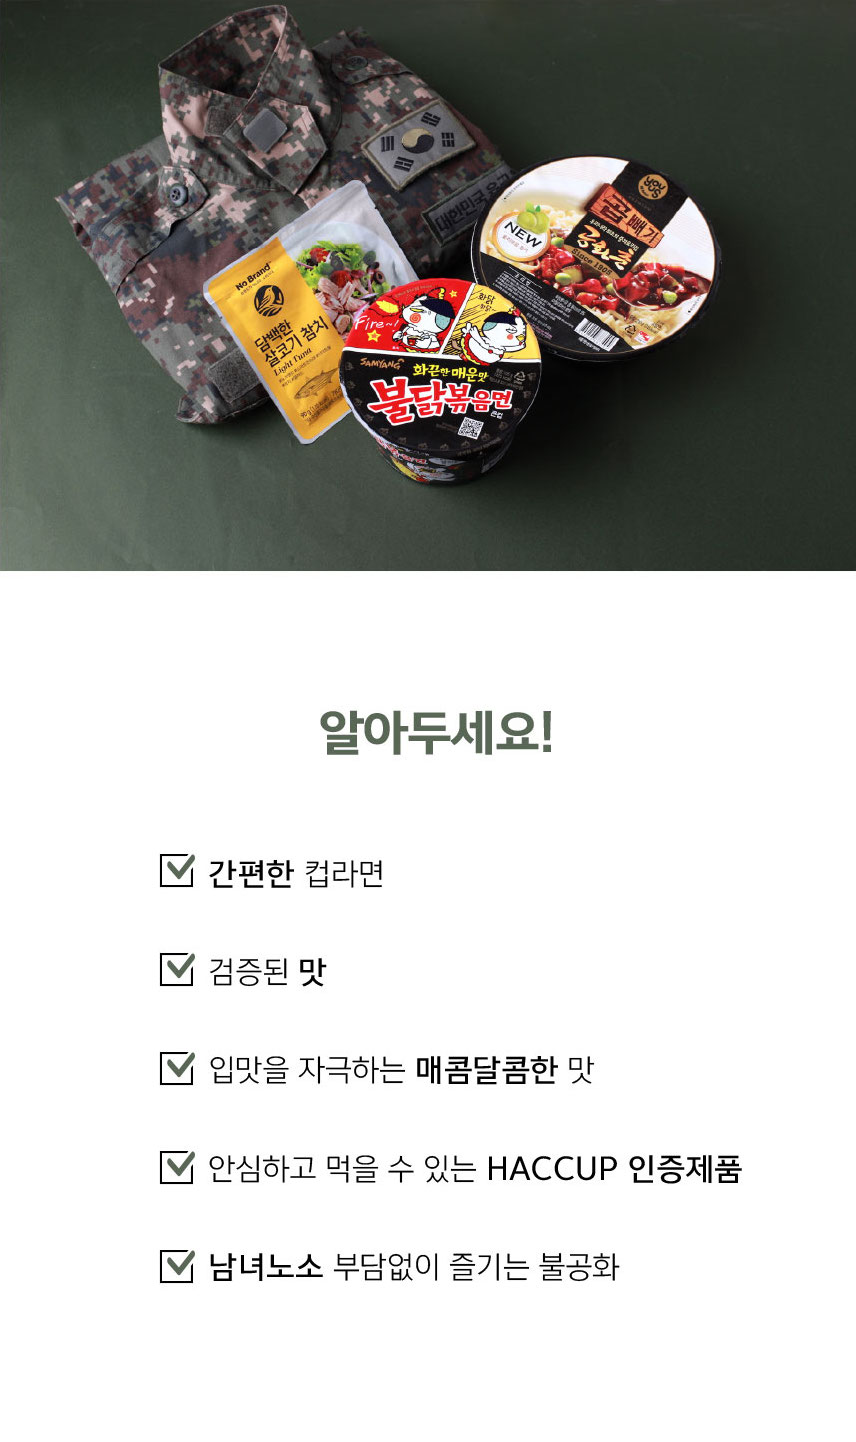 대한민국 육군
YOUS
곱빼기
공화춘
since 1905
NEW
No Brand
담백한
살코기 참치
Light Tuna
Fire~!
화닭
SAMYANG
화끈한 매운맛
불닭볶음면
큰컵
알아두세요!
간편한 컵라면
검증된 맛
입맛을 자극하는 매콤달콤한 맛
안심하고 먹을 수 있는 HACCUP 인증제품
남녀노소 부담없이 즐기는 불공화